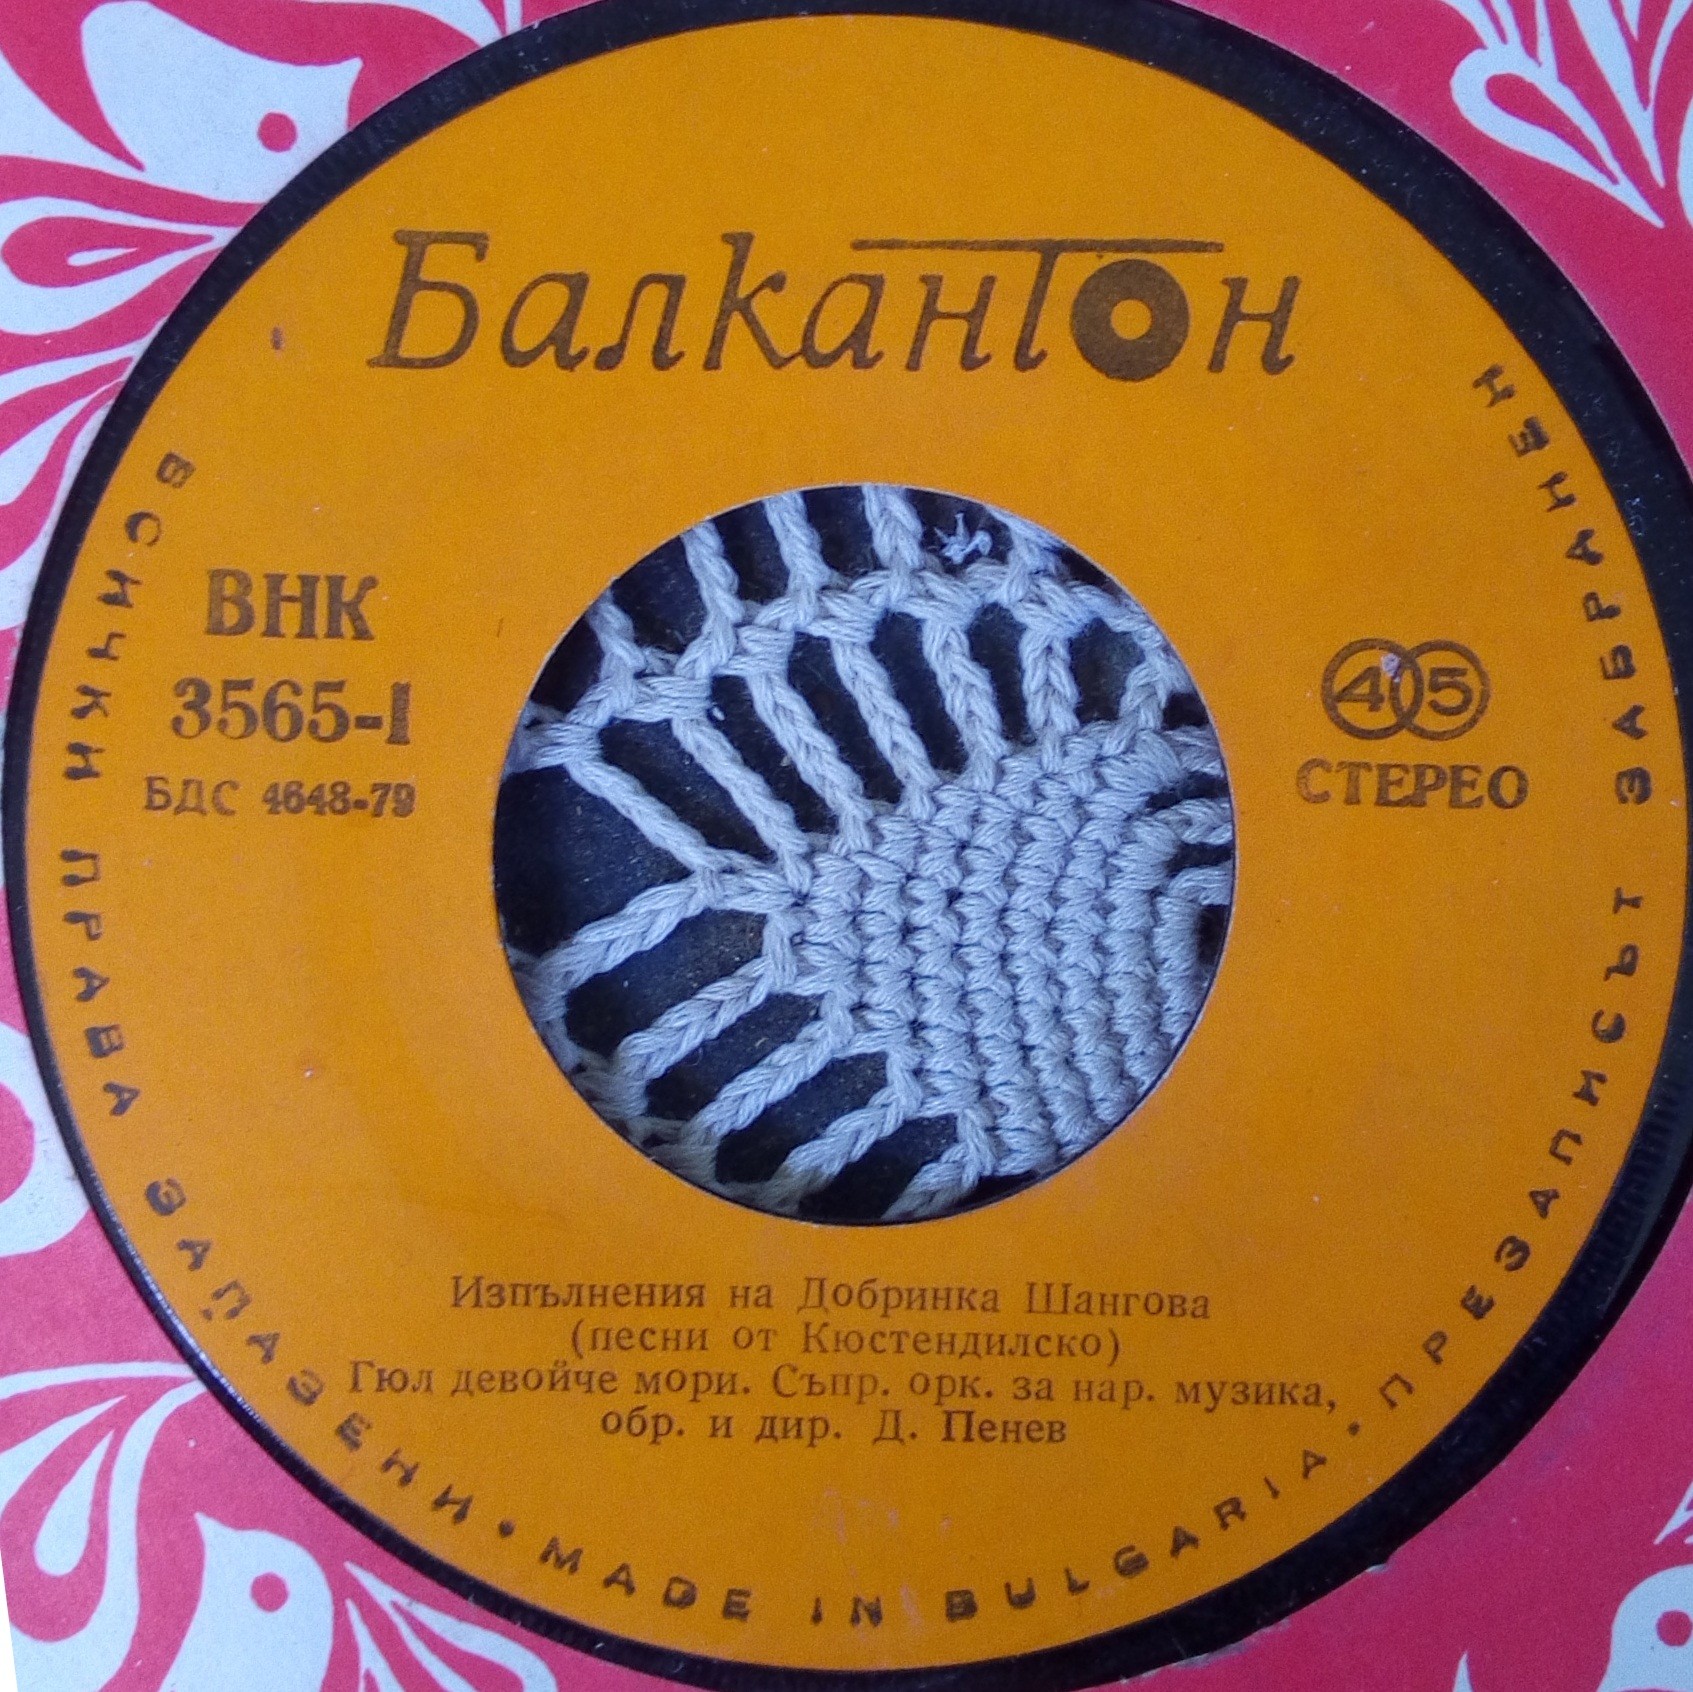 БалканТон
ВНК
3565-I
БДС 4648-79
45
СТЕРЕО
Изпълнения на Добринка Шангова
(песни от Кюстендилско)
Гюл девойче мори. Съпр. орк. за нар. музика,
обр. и дир. Д. Пенев
ВСИЧКИ ПРАВА ЗАПАЗЕНИ · MADE IN BULGARIA · ПРЕЗАПИСЪТ ЗАБРАНЕН